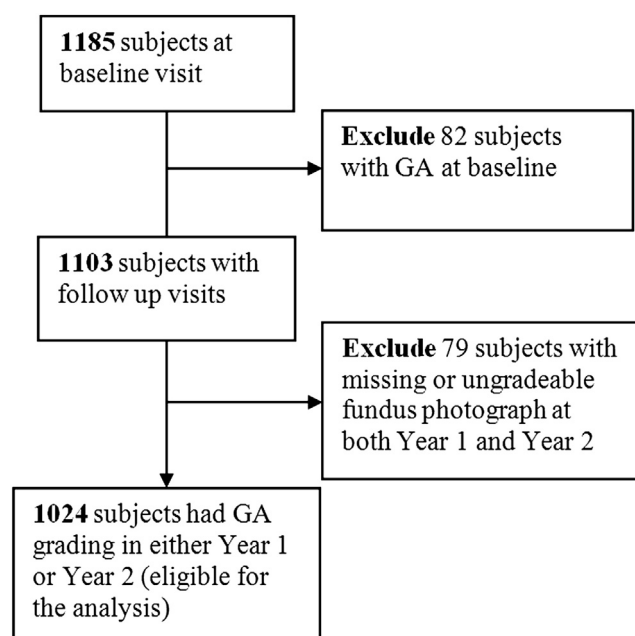 1185 subjects at
baseline visit
Exclude 82 subjects
with GA at baseline
1103 subjects with
follow up visits
Exclude 79 subjects with
missing or ungradeable
fundus photograph at
both Year 1 and Year 2
1024 subjects had GA
grading in either Year 1
or Year 2 (eligible for
the analysis)